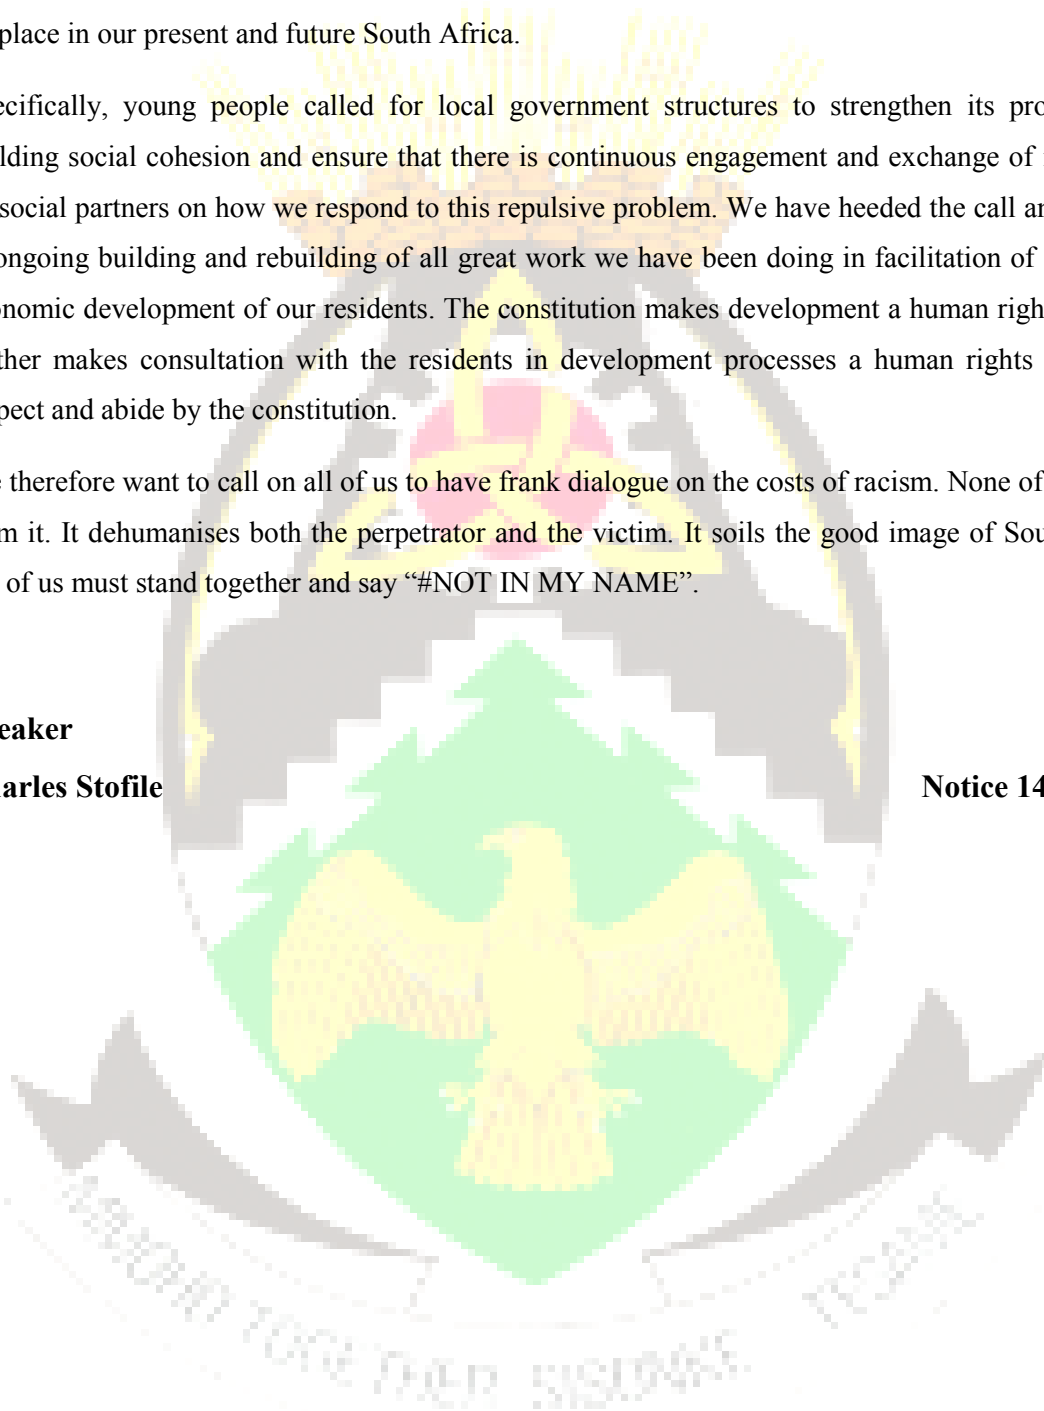 place in our present and future South Africa.
ecifically, young people called for local government structures to strengthen its pro
lding social cohesion and ensure that there is continuous engagement and exchange of
social partners on how we respond to this repulsive problem. We have heeded the call an
ongoing building and rebuilding of all great work we have been doing in facilitation of
onomic development of our residents. The constitution makes development a human righ
ther makes consultation with the residents in development processes a human rights
pect and abide by the constitution.
e therefore want to call on all of us to have frank dialogue on the costs of racism. None of
m it. It dehumanises both the perpetrator and the victim. It soils the good image of Sou
of us must stand together and say “#NOT IN MY NAME”.
eaker
arles Stofile Notice 14